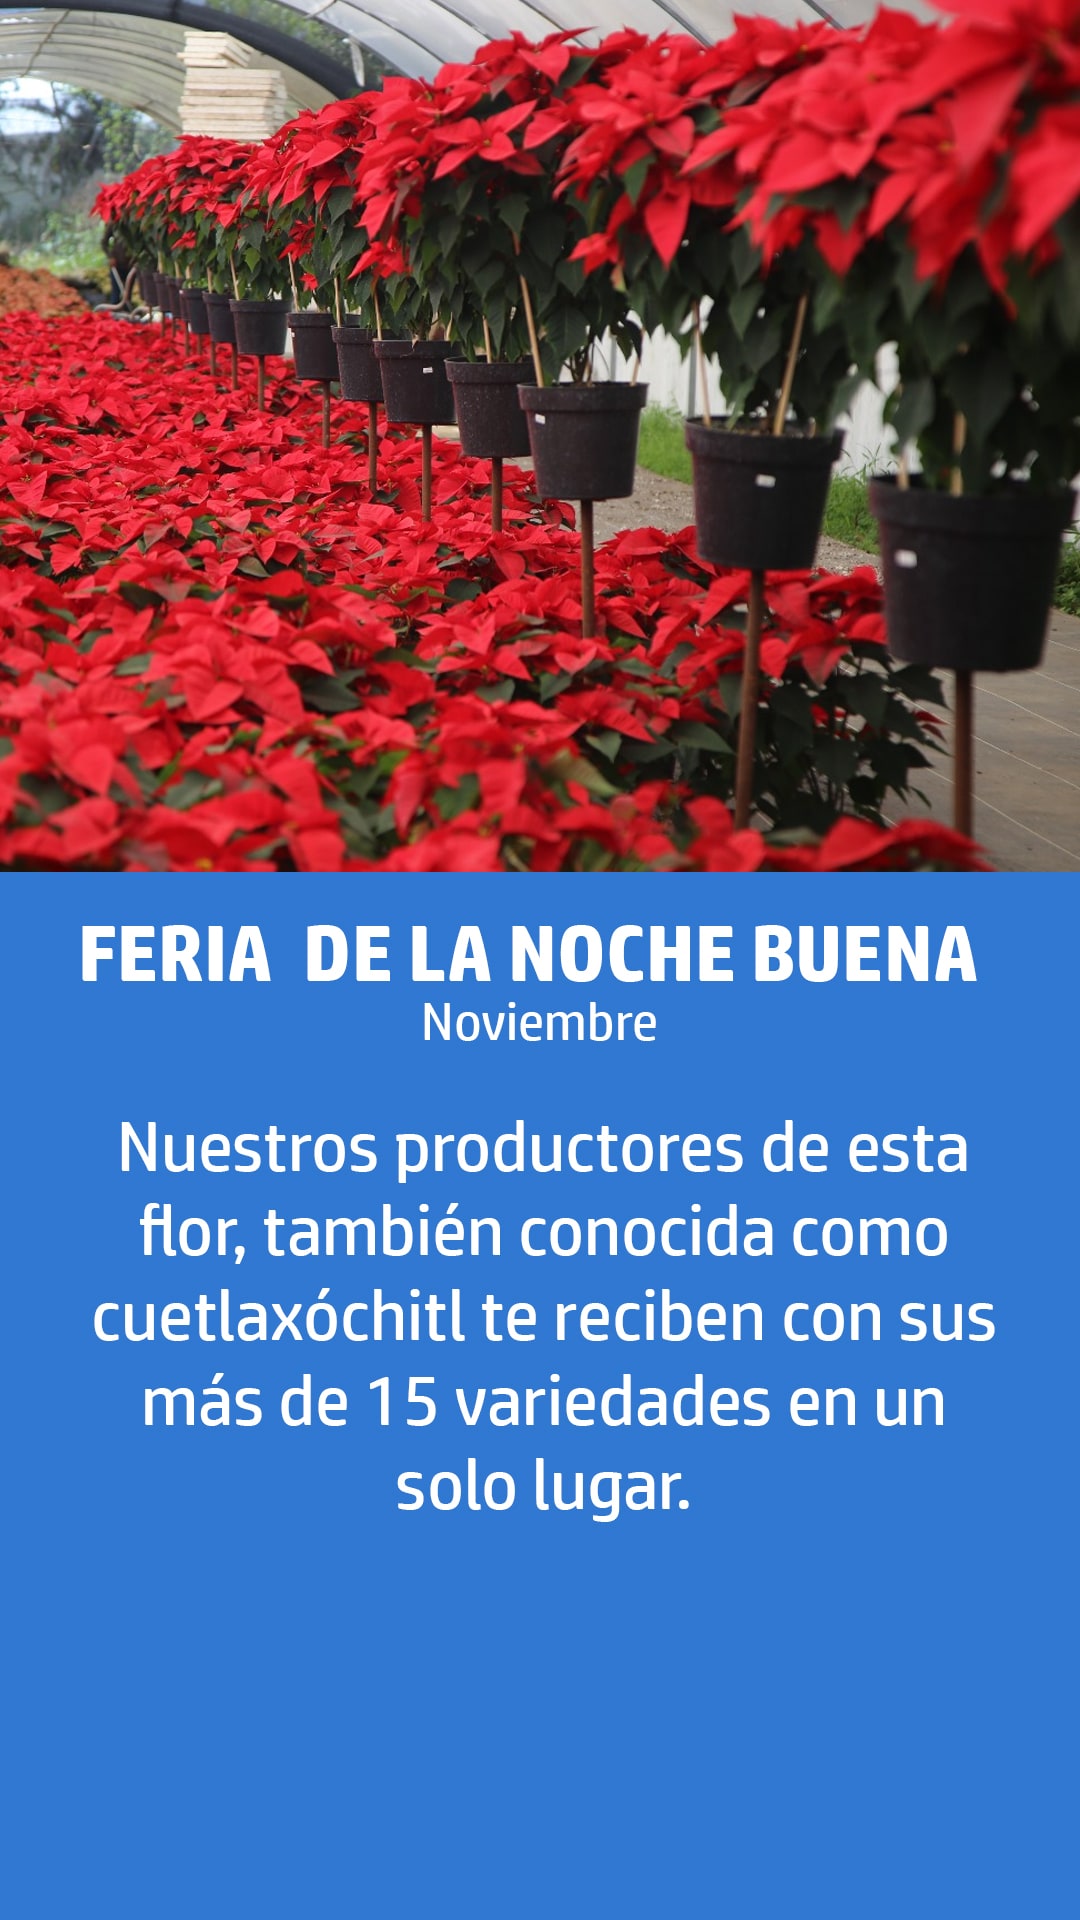 FERIA  DE LA NOCHE BUENA
Noviembre
Nuestros productores de esta
flor, también conocida como
cuetlaxóchitl te reciben con sus
más de 15 variedades en un
solo lugar.